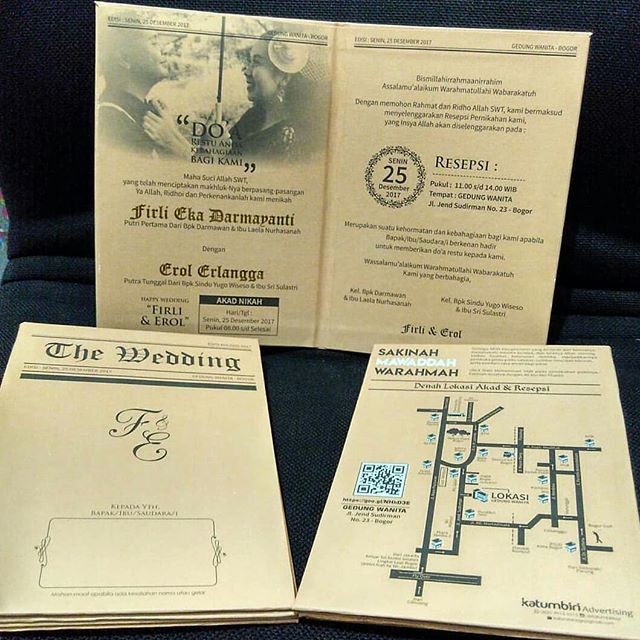 EDISI : SENIN, 25 DESEMBER 2017
GEDUNG WANITA - BOGOR
“DO'A
RESTU ANDA
KEBAHAGIAAN
BAGI KAMI„
Maha Suci Allah SWT,
yang telah menciptakan makhluk-Nya berpasang-pasangan
Ya Allah, Ridhoi dan Perkenankanlah kami menikah
Firli Eka Darmayanti
Putri Pertama Dari Bpk Darmawan & Ibu Laela Nurhasanah
Dengan
Erol Erlangga
Putra Tunggal Dari Bpk Sindu Yugo Wiseso & Ibu Sri Sulastri
HAPPY WEDDING
“FIRLI
& EROL”
AKAD NIKAH
Hari/Tgl :
Senin, 25 Desember 2017
Pukul 08.00 s/d Selesai
EDISI : SENIN, 25 DESEMBER 2017
GEDUNG WANITA - BOGOR
Bismillahirrahmaanirrahim
Assalamu'alaikum Warahmatullahi Wabarakatuh
Dengan memohon Rahmat dan Ridho Allah SWT, kami bermaksud
menyelenggarakan Resepsi Pernikahan kami,
yang Insya Allah akan diselenggarakan pada :
SENIN
25
Desember
2017
RESEPSI :
Pukul : 11.00 s/d 14.00 WIB
Tempat : GEDUNG WANITA
Jl. Jend Sudirman No. 23 - Bogor
Merupakan suatu kehormatan dan kebahagiaan bagi kami apabila
Bapak/Ibu/Saudara/i berkenan hadir
untuk memberikan do'a restu kepada kami.
Wassalamu'alaikum Warahmatullahi Wabarakatuh
Kami yang berbahagia,
Kel. Bpk Darmawan
& Ibu Laela Nurhasanah
Kel. Bpk Sindu Yugo Wiseso
& Ibu Sri Sulastri
Firli & Erol
The Wedding
EDISI : SENIN, 25 DESEMBER 2017
GEDUNG WANITA - BOGOR
F & E
KEPADA YTH,
BAPAK/IBU/SAUDARA/I
Mohon maaf apabila ada kesalahan nama atau gelar
SAKINAH
MAWADDAH
WARAHMAH
Denah Lokasi Akad & Resepsi
GEDUNG WANITA
JL. Jend Sudirman
No. 23 - Bogor
LOKASI
GEDUNG WANITA
katumbiri Advertising